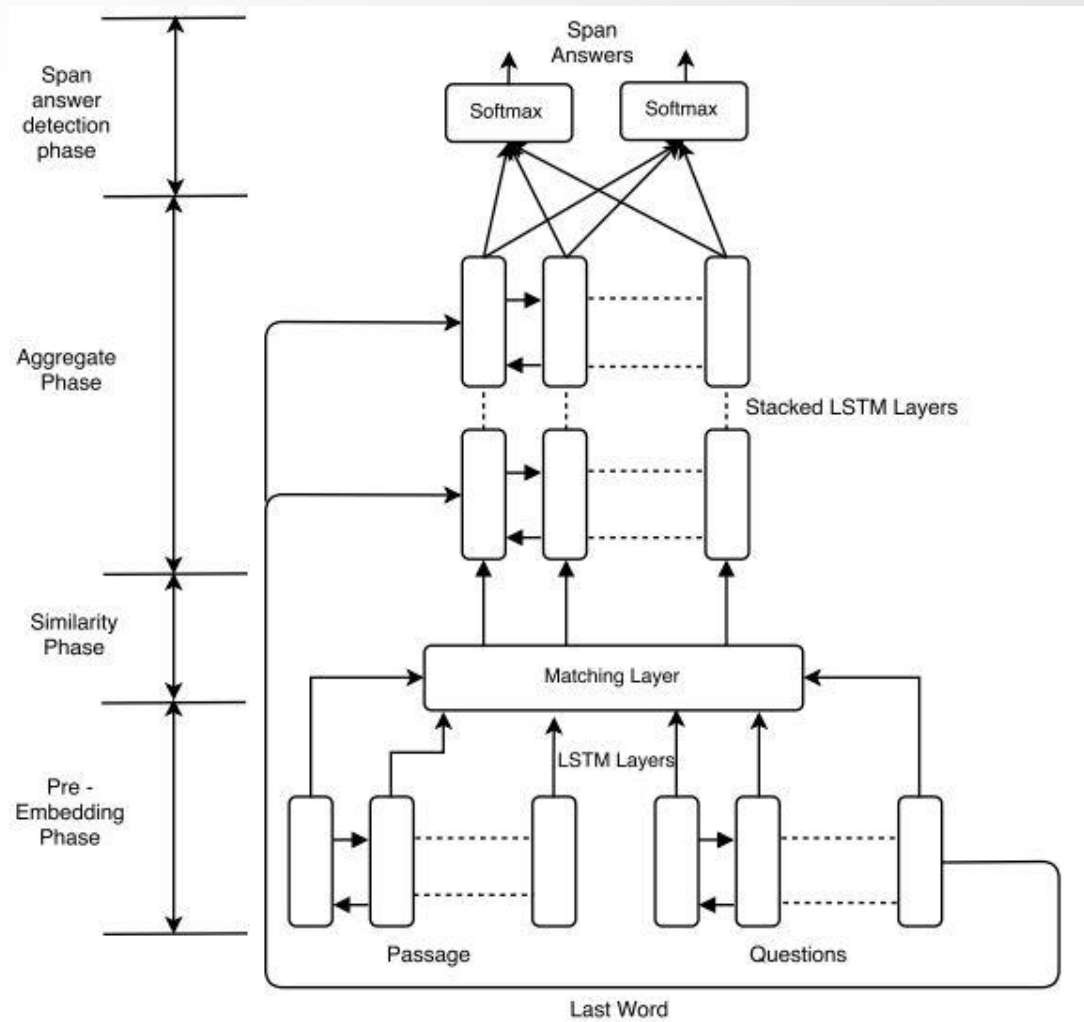 Span
Answers
Span
answer
detection
phase
Softmax
Softmax
Aggregate
Phase
Stacked LSTM Layers
Similarity
Phase
Matching Layer
Pre -
Embedding
Phase
LSTM Layers
Passage
Questions
Last Word